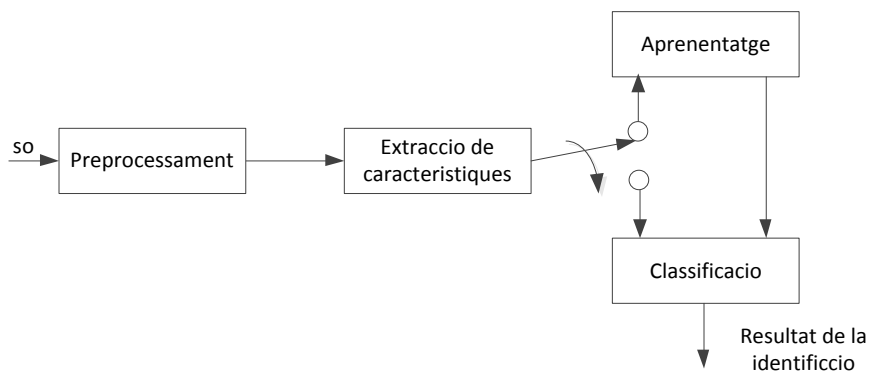 Aprenentatge
so
Preprocessament
Extraccio de
caracteristiques
Classificacio
Resultat de la
identificcio